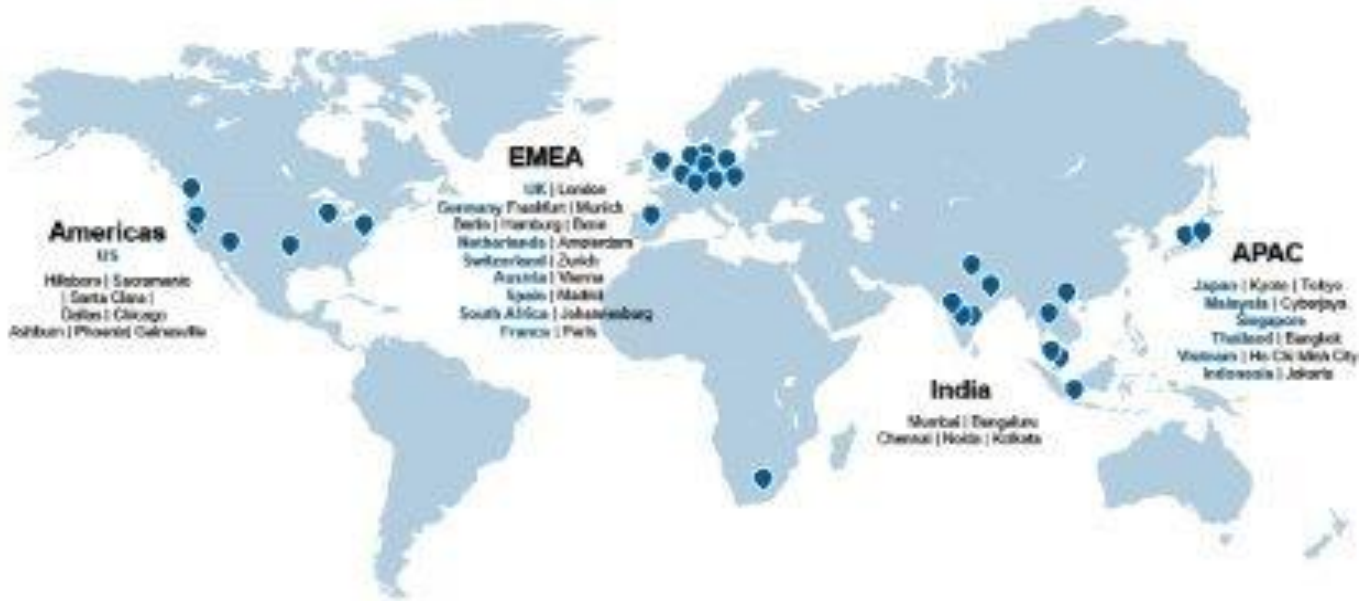 Americas
US
Hillsboro | Sacramento
| Santa Clara |
Dallas | Chicago
Ashburn | Phoenix| Gainesville
EMEA
UK | London
Germany Frankfurt | Munich
Berlin | Hamburg |
Netherlands | Amsterdam
Switzerland | Zurich
Austria | Vienna
Spain | Madrid
South Africa | Johannesburg
France | Paris
India
Mumbai | Bengaluru
Chennai | Noida | Kolkata
APAC
Japan | Kyoto | Tokyo
Malaysia | Cyberjaya
Singapore
Thailand | Bangkok
Vietnam | Ho Chi Minh City
Indonesia | Jakarta